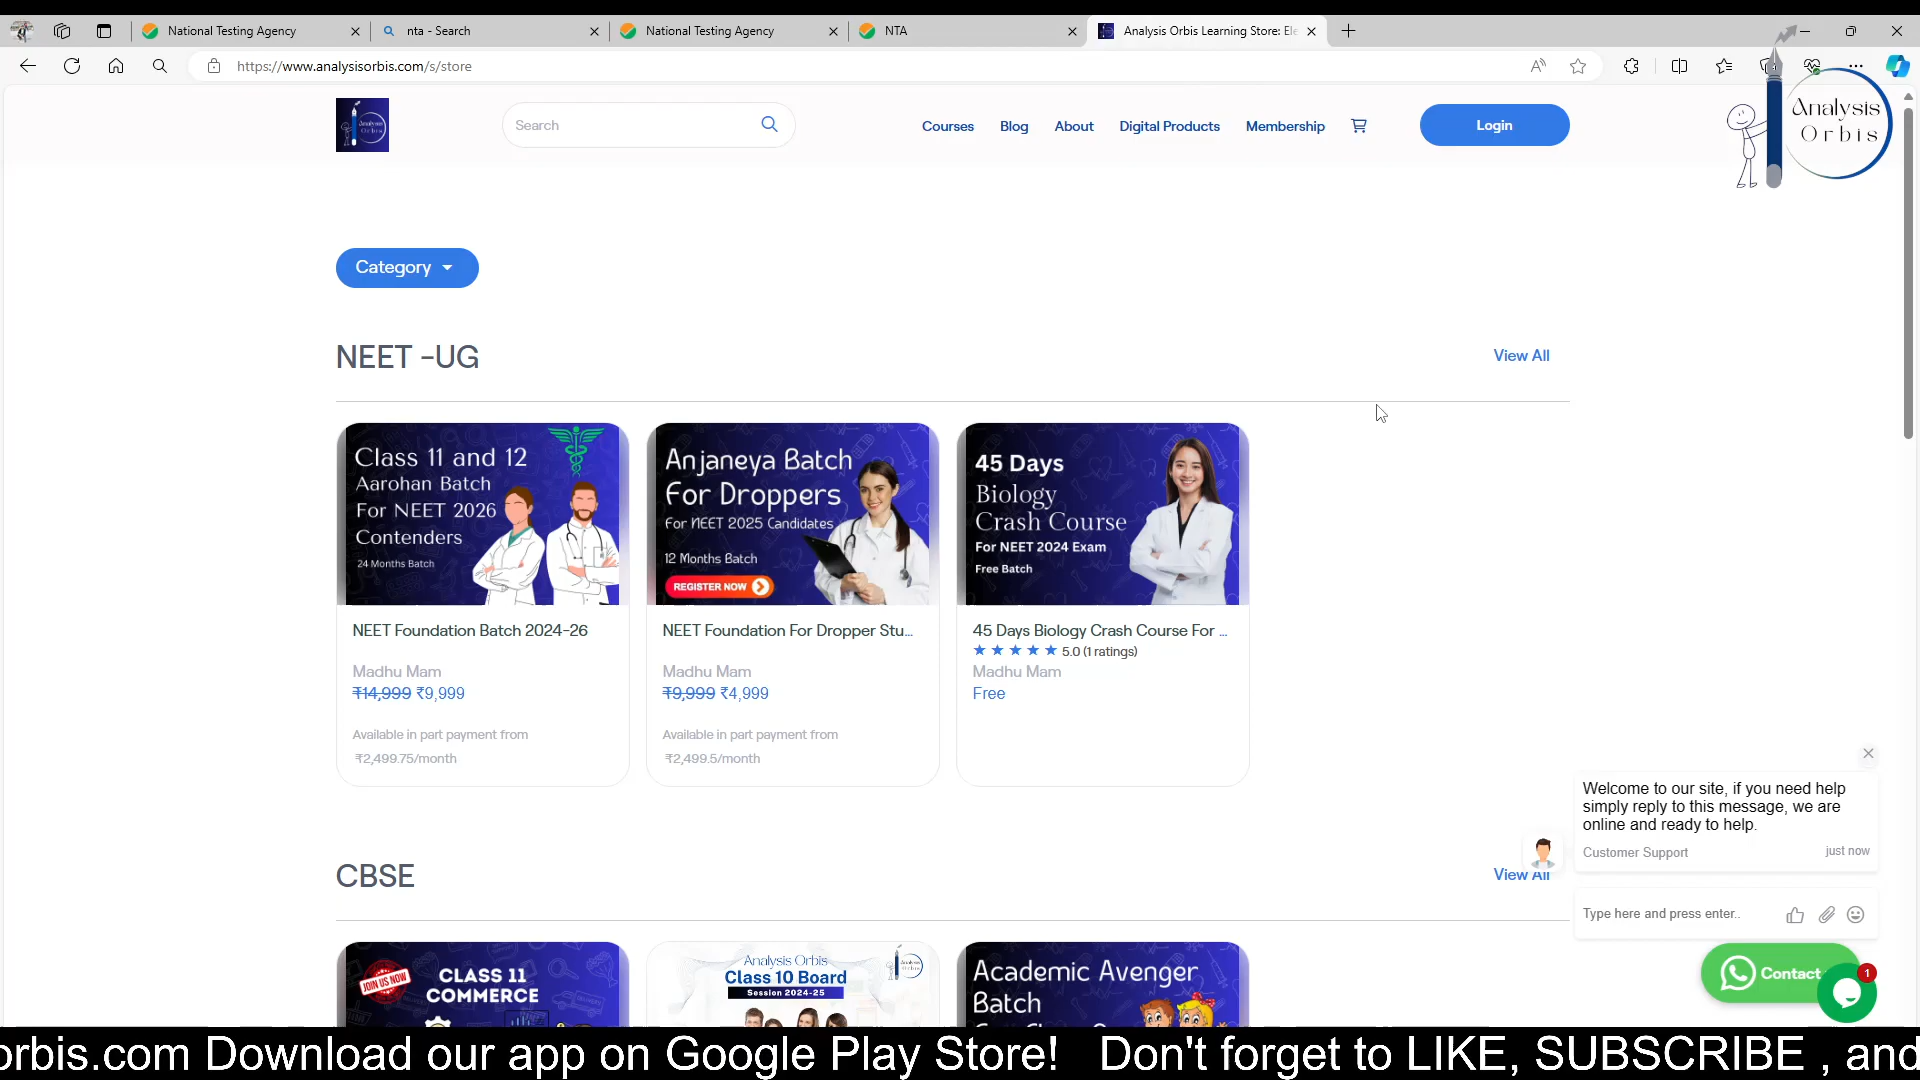 National Testing Agency
nta - Search
National Testing Agency
NTA
Analysis Orbis Learning Store: Ele
https://www.analysisorbis.com/s/store
Analysis
Orbis
Search
Courses
Blog
About
Digital Products
Membership
Login
Analysis
Orbis
Category
NEET -UG
View All
Class 11 and 12
Aarohan Batch
For NEET 2026
Contenders
24 Months Batch
NEET Foundation Batch 2024-26
Madhu Mam
₹14,999 ₹9,999
Available in part payment from
₹2,499.75/month
Anjaneya Batch
For Droppers
For NEET 2025 Candidates
12 Months Batch
REGISTER NOW
NEET Foundation For Dropper Stu...
Madhu Mam
₹9,999 ₹4,999
Available in part payment from
₹2,499.5/month
45 Days
Biology
Crash Course
For NEET 2024 Exam
Free Batch
45 Days Biology Crash Course For ...
5.0 (1 ratings)
Madhu Mam
Free
Welcome to our site, if you need help
simply reply to this message, we are
online and ready to help.
Customer Support
just now
Type here and press enter..
Contact
1
CBSE
View All
JOIN US NOW
CLASS 11
COMMERCE
Analysis Orbis
Class 10 Board
Session 2024-25
Analysis
Orbis
Academic Avenger
Batch
orbis.com Download our app on Google Play Store! Don't forget to LIKE, SUBSCRIBE , and